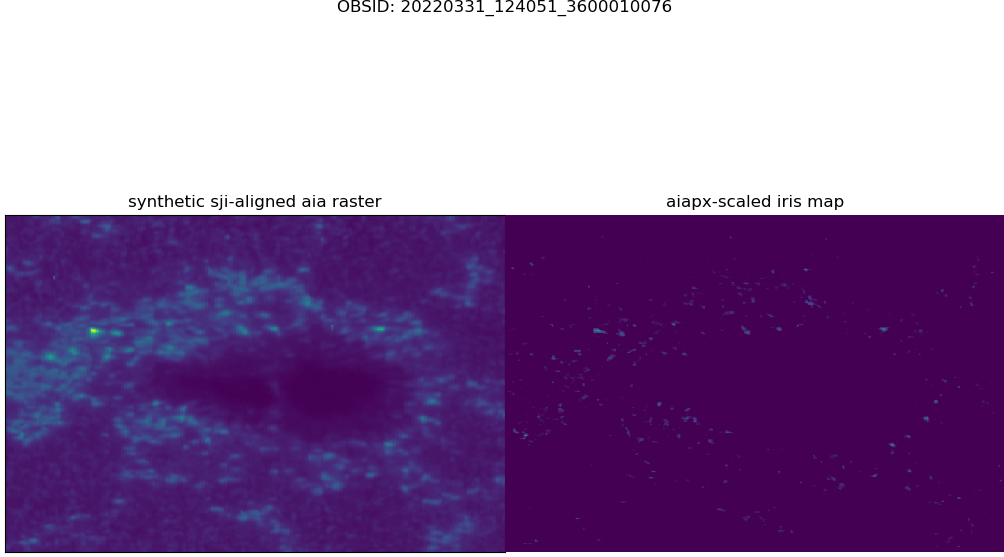 OBSID: 20220331_124051_3600010076
synthetic sji-aligned aia raster
aiapx-scaled iris map